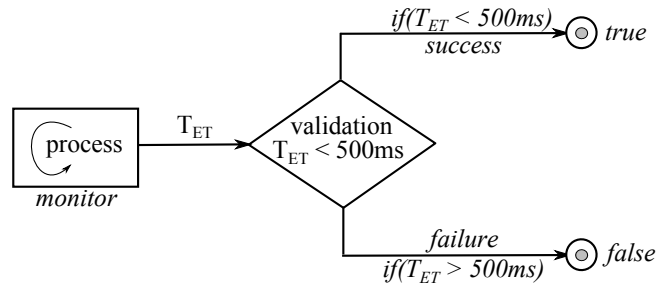 if(T_ET < 500ms)
success
true
T_ET
validation
T_ET < 500ms
process
monitor
failure
if(T_ET > 500ms)
false